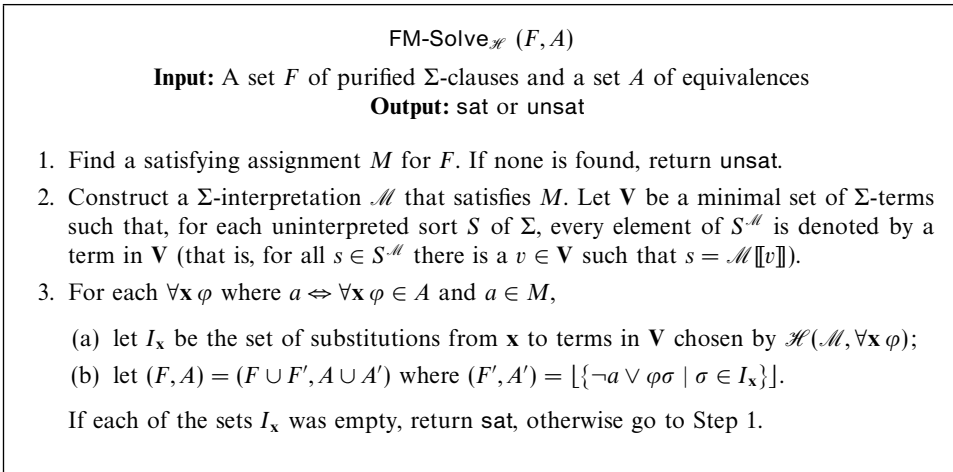 FM-Solve_ℋ (F, A)
Input: A set F of purified Σ-clauses and a set A of equivalences
Output: sat or unsat
1. Find a satisfying assignment M for F. If none is found, return unsat.
2. Construct a Σ-interpretation ℳ that satisfies M. Let V be a minimal set of Σ-terms
such that, for each uninterpreted sort S of Σ, every element of S^ℳ is denoted by a
term in V (that is, for all s ∈ S^ℳ there is a v ∈ V such that s = ℳ⟦v⟧).
3. For each ∀x φ where a ⇔ ∀x φ ∈ A and a ∈ M,
(a) let I_x be the set of substitutions from x to terms in V chosen by ℋ(ℳ, ∀x φ);
(b) let (F, A) = (F ∪ F′, A ∪ A′) where (F′, A′) = ⌊{¬a ∨ φσ | σ ∈ I_x}⌋.
If each of the sets I_x was empty, return sat, otherwise go to Step 1.